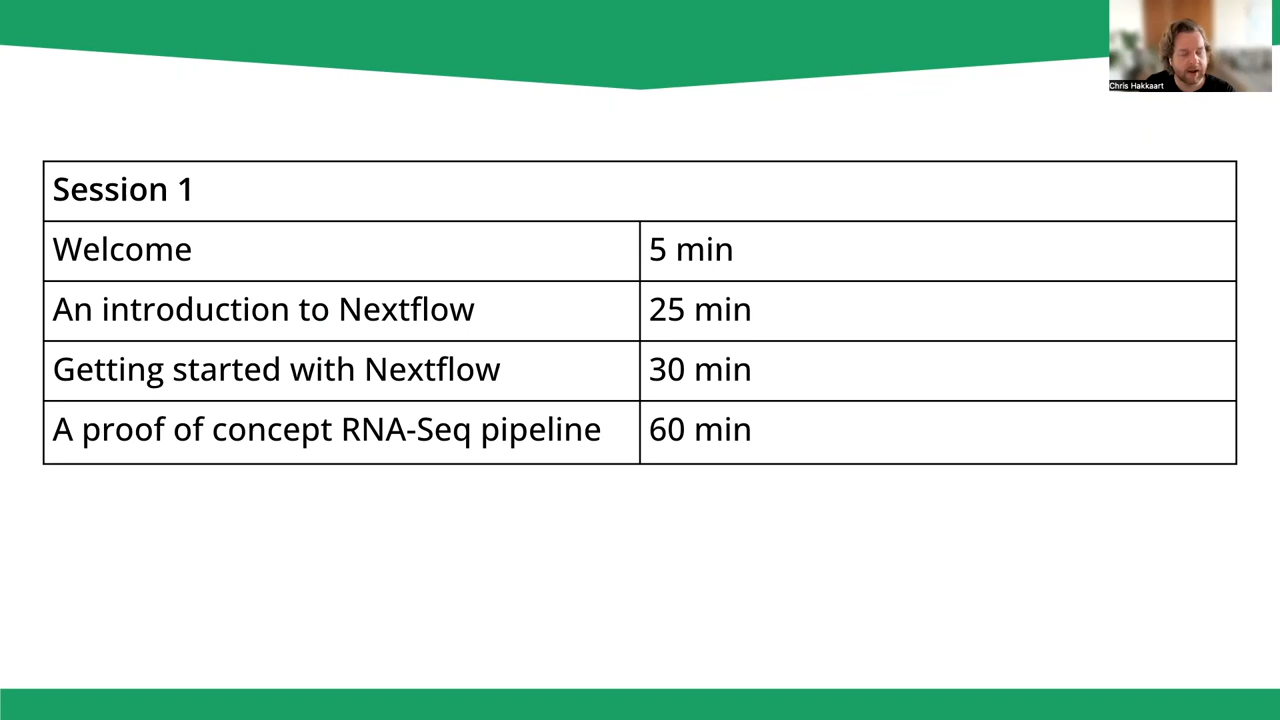 Chris Hakkaart
Session 1
Welcome 5 min
An introduction to Nextflow 25 min
Getting started with Nextflow 30 min
A proof of concept RNA-Seq pipeline 60 min